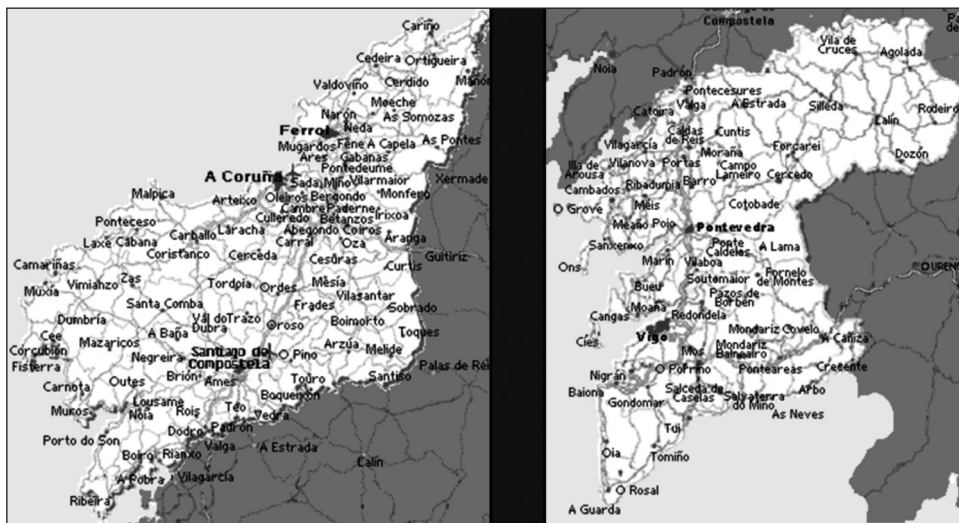 Cariño
Cedeira Ortigueira
Valdoviño Cerdido Mañón
Moeche
Narón As Somozas
Ferrol Neda
Mugardos Fene A Capela As Pontes
Ares Cabanas
Pontedeume
A Coruña
Sada Miño Vilarmaior
Malpica Arteixo Oleiros Bergondo Monfero
Cambre Paderne Irixoa
Ponteceso Culleredo Betanzos
Laxe Cabana Carballo Laracha Abegondo Coiros Aranga
Carral Oza
Coristanco Cerceda Cesuras Guitiriz
Camariñas Curtis
Zas Tordoia Ordes Mesia
Muxia Vimianzo
Santa Comba Frades Vilasantar Sobrado
Dumbría Val do Trazo
A Baña Dubra Oroso Boimorto Toques
Cee Mazaricos
Corcubión Negreira Santiago de Arzúa Melide
Fisterra Compostela O Pino Palas de Rei
Carnota Outes Brión Ames Touro Santiso
Muros Lousame Boqueixón
Noia Rois Teo Vedra
Porto do Son Dodro Padrón
Boiro Rianxo Valga A Estrada
A Pobra Vilagarcía Lalín
Ribeira
Xermade
Compostela
Vila de
Cruces Agolada
Noia Padrón
Pontecesures
Catoira Valga A Estrada Silleda Rodeiro
Lalín
Vilagarcía Caldas
de Reis Cuntis
Forcarei
Vilanova Portas Moraña Dozón
Illa de
Arousa Campo
Lameiro Cercedo
Cambados Ribadumia Barro
Meis Cotobade
O Grove
Meaño Poio Pontevedra
Sanxenxo Ponte
Caldelas A Lama
Marín Vilaboa
Ons OURENS
Soutomaior Fornelo
de Montes
Bueu Pazos de
Borbén
Moaña
Cangas Redondela
Cíes Vigo Mondariz Covelo A Cañiza
Mos Mondariz
Balneairo
Nigrán O Porriño Ponteareas Crecente
Baiona Salceda de
Caselas Arbo
Gondomar Salvaterra
do Mino As Neves
Tui
Oia Tomiño
O Rosal
A Guarda